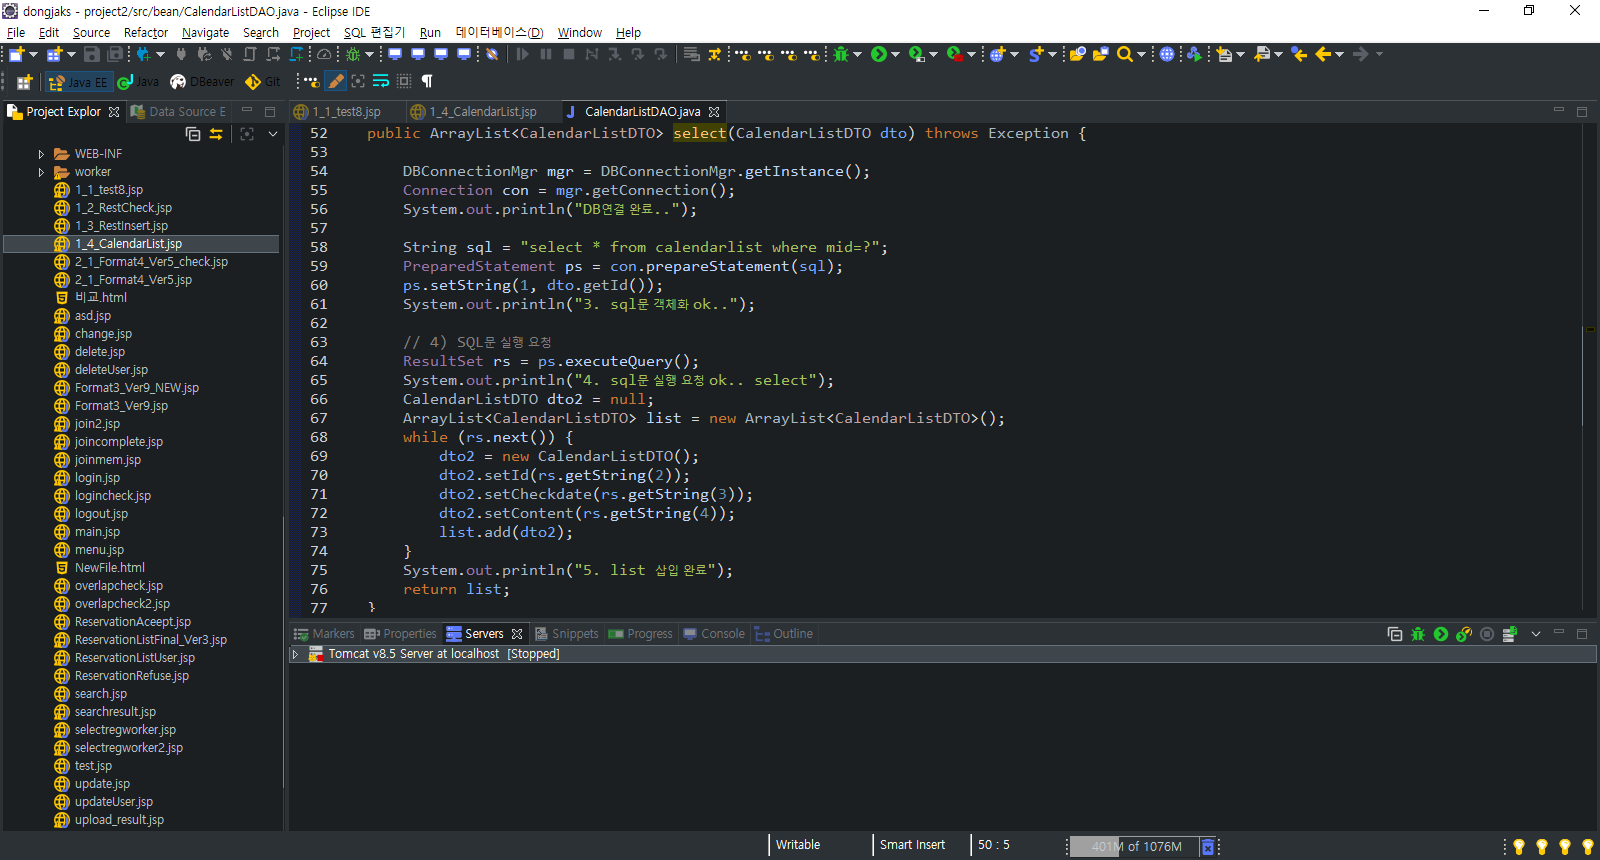 dongjaks - project2/src/bean/CalendarListDAO.java - Eclipse IDE
File Edit Source Refactor Navigate Search Project SQL 편집기 Run 데이터베이스(D) Window Help
Java EE Java DBeaver Git
Project Explor Data Source E
WEB-INF
worker
1_1_test8.jsp
1_2_RestCheck.jsp
1_3_RestInsert.jsp
1_4_CalendarList.jsp
2_1_Format4_Ver5_check.jsp
2_1_Format4_Ver5.jsp
비교.html
asd.jsp
change.jsp
delete.jsp
deleteUser.jsp
Format3_Ver9_NEW.jsp
Format3_Ver9.jsp
join2.jsp
joincomplete.jsp
joinmem.jsp
login.jsp
logincheck.jsp
logout.jsp
main.jsp
menu.jsp
NewFile.html
overlapcheck.jsp
overlapcheck2.jsp
ReservationAceept.jsp
ReservationListFinal_Ver3.jsp
ReservationListUser.jsp
ReservationRefuse.jsp
search.jsp
searchresult.jsp
selectregworker.jsp
selectregworker2.jsp
test.jsp
update.jsp
updateUser.jsp
upload_result.jsp
1_1_test8.jsp 1_4_CalendarList.jsp CalendarListDAO.java
52 public ArrayList<CalendarListDTO> select(CalendarListDTO dto) throws Exception {
53
54 DBConnectionMgr mgr = DBConnectionMgr.getInstance();
55 Connection con = mgr.getConnection();
56 System.out.println("DB연결 완료..");
57
58 String sql = "select * from calendarlist where mid=?";
59 PreparedStatement ps = con.prepareStatement(sql);
60 ps.setString(1, dto.getId());
61 System.out.println("3. sql문 객체화 ok..");
62
63 // 4) SQL문 실행 요청
64 ResultSet rs = ps.executeQuery();
65 System.out.println("4. sql문 실행 요청 ok.. select");
66 CalendarListDTO dto2 = null;
67 ArrayList<CalendarListDTO> list = new ArrayList<CalendarListDTO>();
68 while (rs.next()) {
69 dto2 = new CalendarListDTO();
70 dto2.setId(rs.getString(2));
71 dto2.setCheckdate(rs.getString(3));
72 dto2.setContent(rs.getString(4));
73 list.add(dto2);
74 }
75 System.out.println("5. list 삽입 완료");
76 return list;
77 }
Markers Properties Servers Snippets Progress Console Outline
Tomcat v8.5 Server at localhost [Stopped]
Writable Smart Insert 50 : 5 401M of 1076M